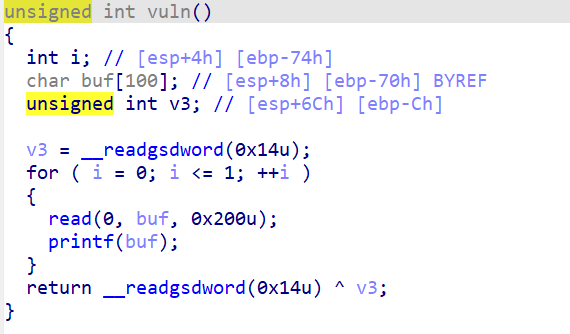 unsigned int vuln()
{
  int i; // [esp+4h] [ebp-74h]
  char buf[100]; // [esp+8h] [ebp-70h] BYREF
  unsigned int v3; // [esp+6Ch] [ebp-Ch]

  v3 = __readgsdword(0x14u);
  for ( i = 0; i <= 1; ++i )
  {
    read(0, buf, 0x200u);
    printf(buf);
  }
  return __readgsdword(0x14u) ^ v3;
}